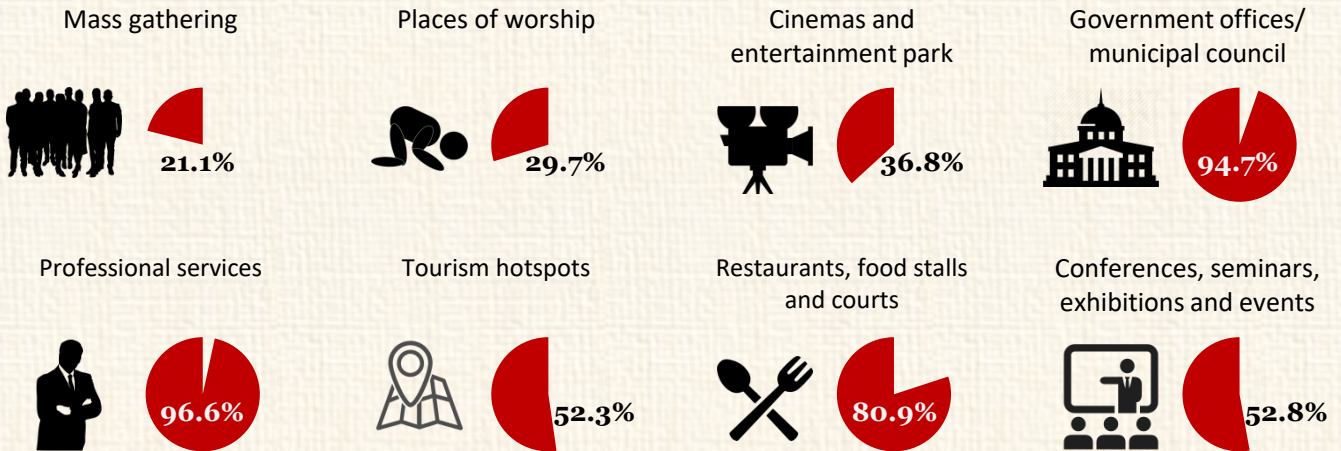 Mass gathering
21.1%
Places of worship
29.7%
Cinemas and
entertainment park
36.8%
Government offices/
municipal council
94.7%
Professional services
96.6%
Tourism hotspots
52.3%
Restaurants, food stalls
and courts
80.9%
Conferences, seminars,
exhibitions and events
52.8%